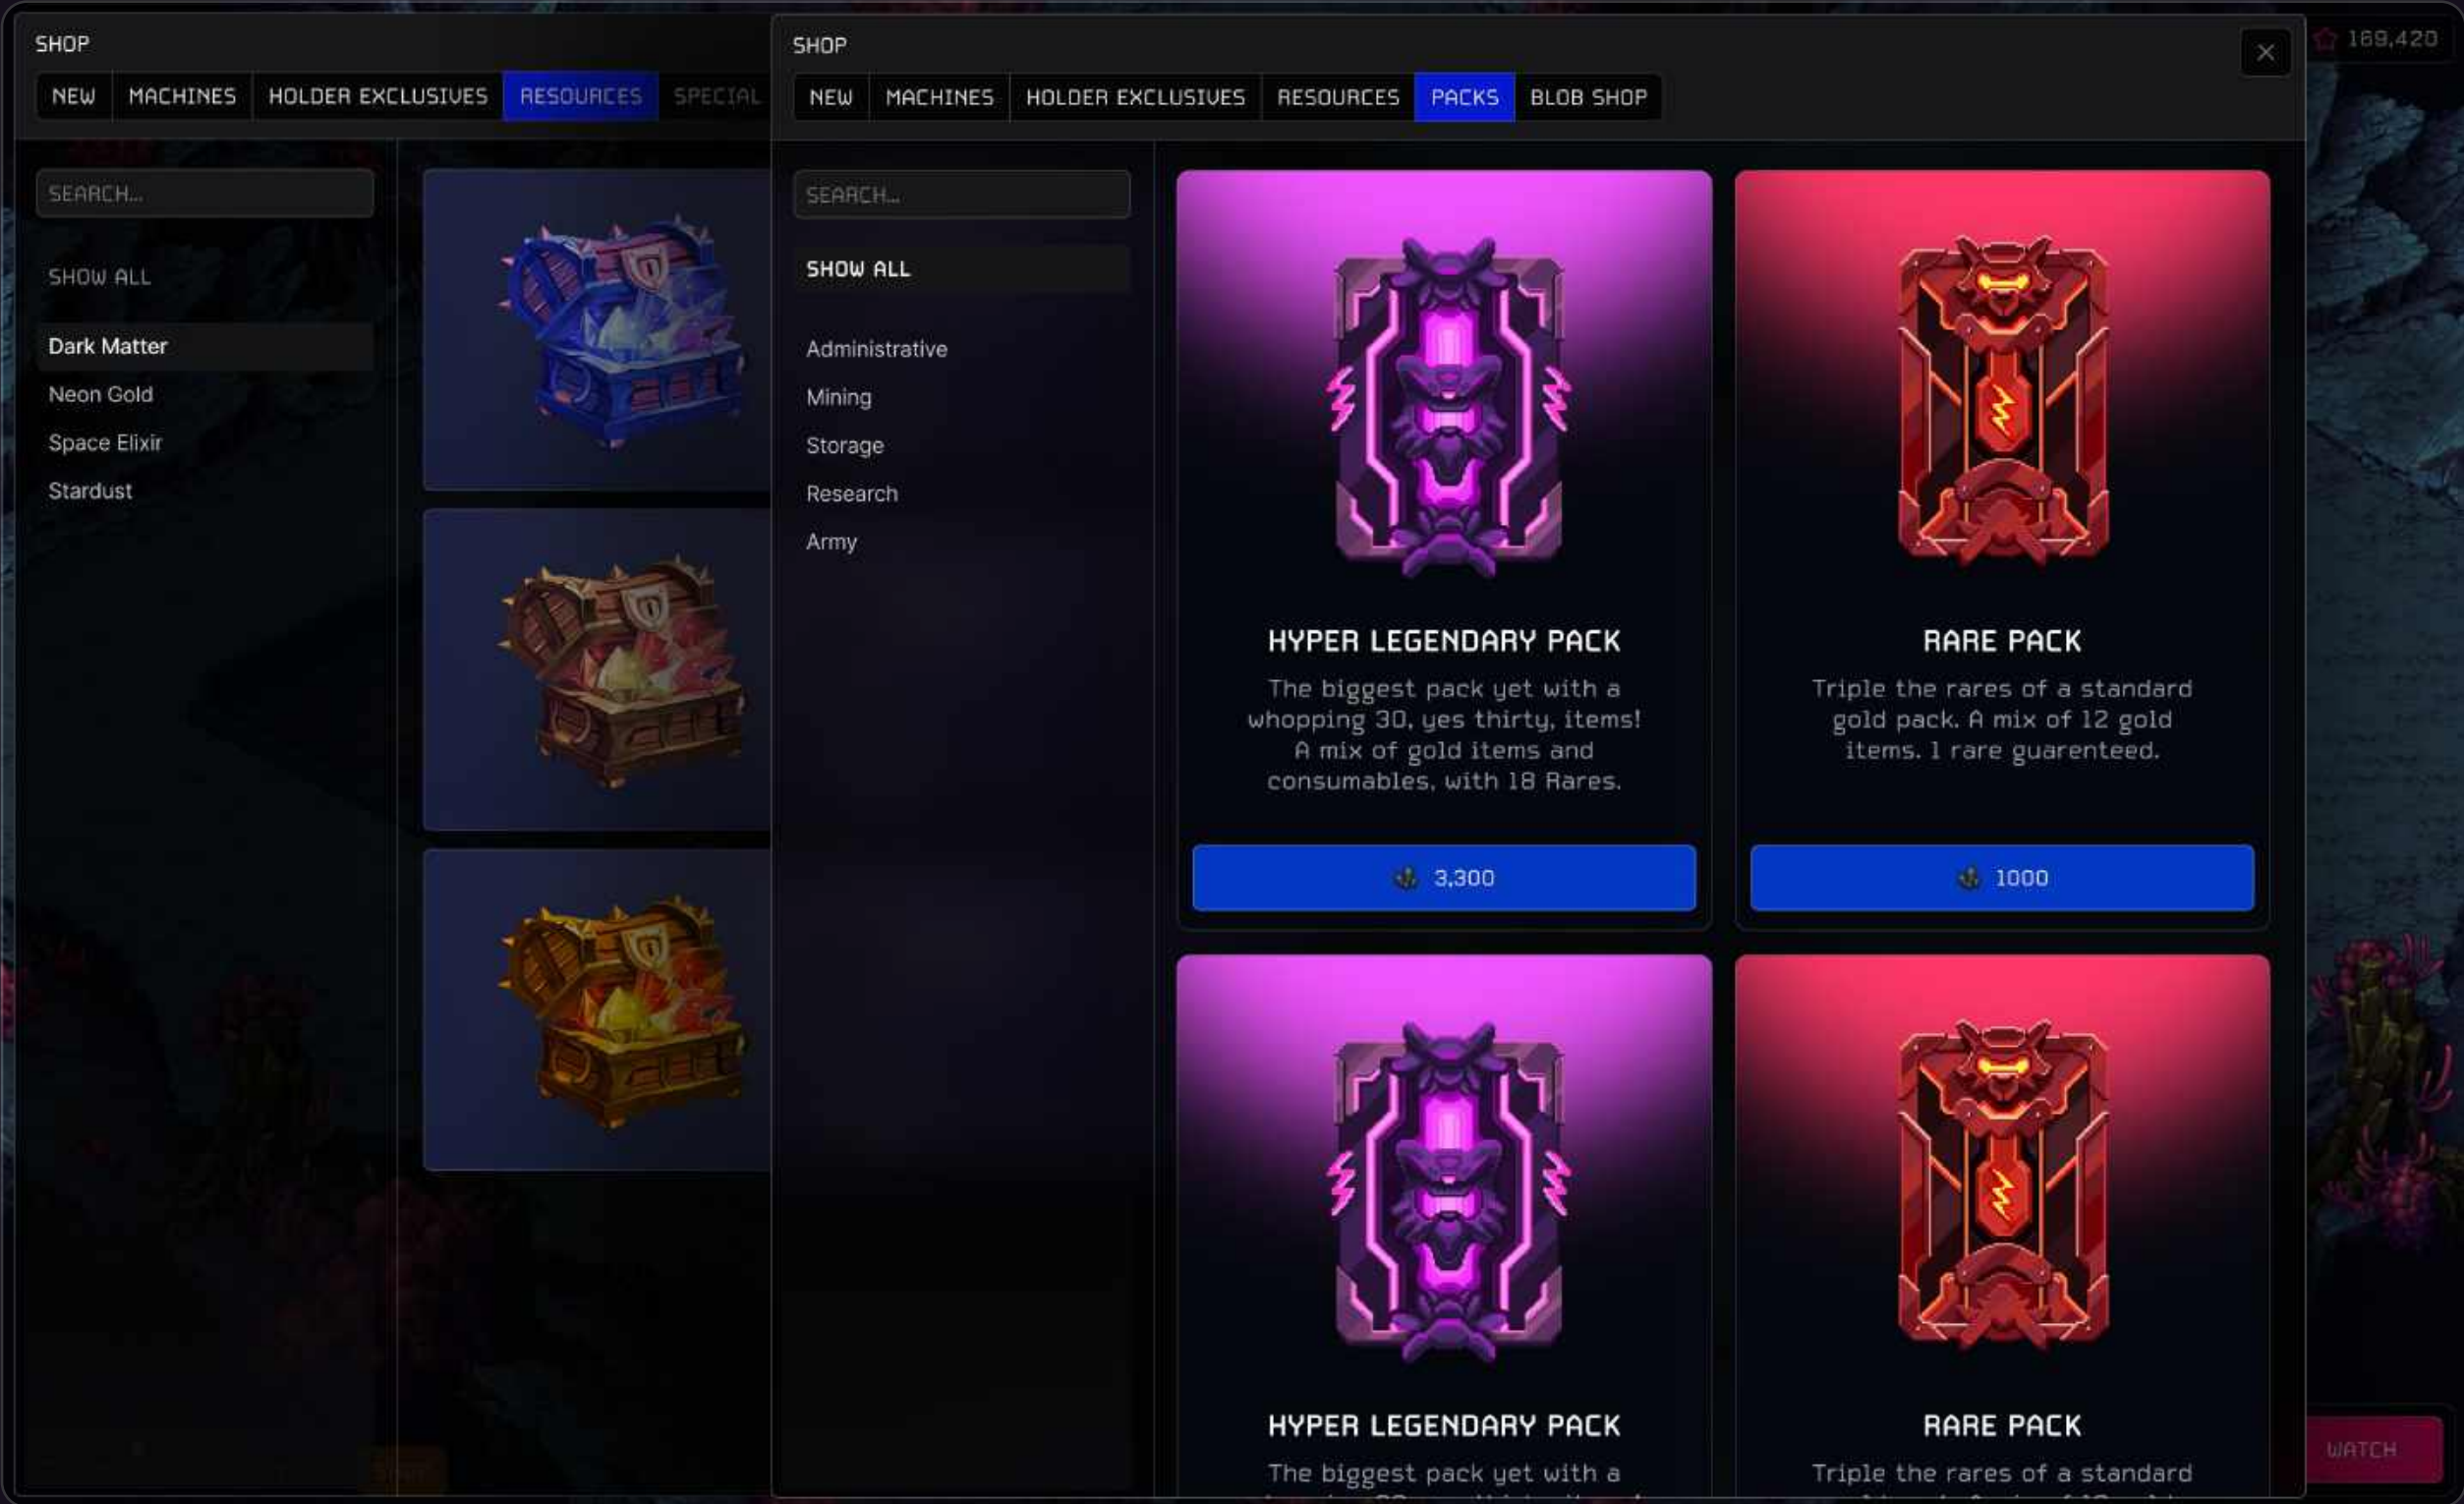 SHOP
NEW MACHINES HOLDER EXCLUSIVES RESOURCES SPECIAL
SEARCH...
SHOW ALL
Dark Matter
Neon Gold
Space Elixir
Stardust
SHOP
NEW MACHINES HOLDER EXCLUSIVES RESOURCES PACKS BLOB SHOP
169,420
SEARCH...
SHOW ALL
Administrative
Mining
Storage
Research
Army
HYPER LEGENDARY PACK
The biggest pack yet with a
whopping 30, yes thirty, items!
A mix of gold items and
consumables, with 18 Rares.
3,300
RARE PACK
Triple the rares of a standard
gold pack. A mix of 12 gold
items. 1 rare guarenteed.
1000
HYPER LEGENDARY PACK
The biggest pack yet with a
RARE PACK
Triple the rares of a standard
WATCH